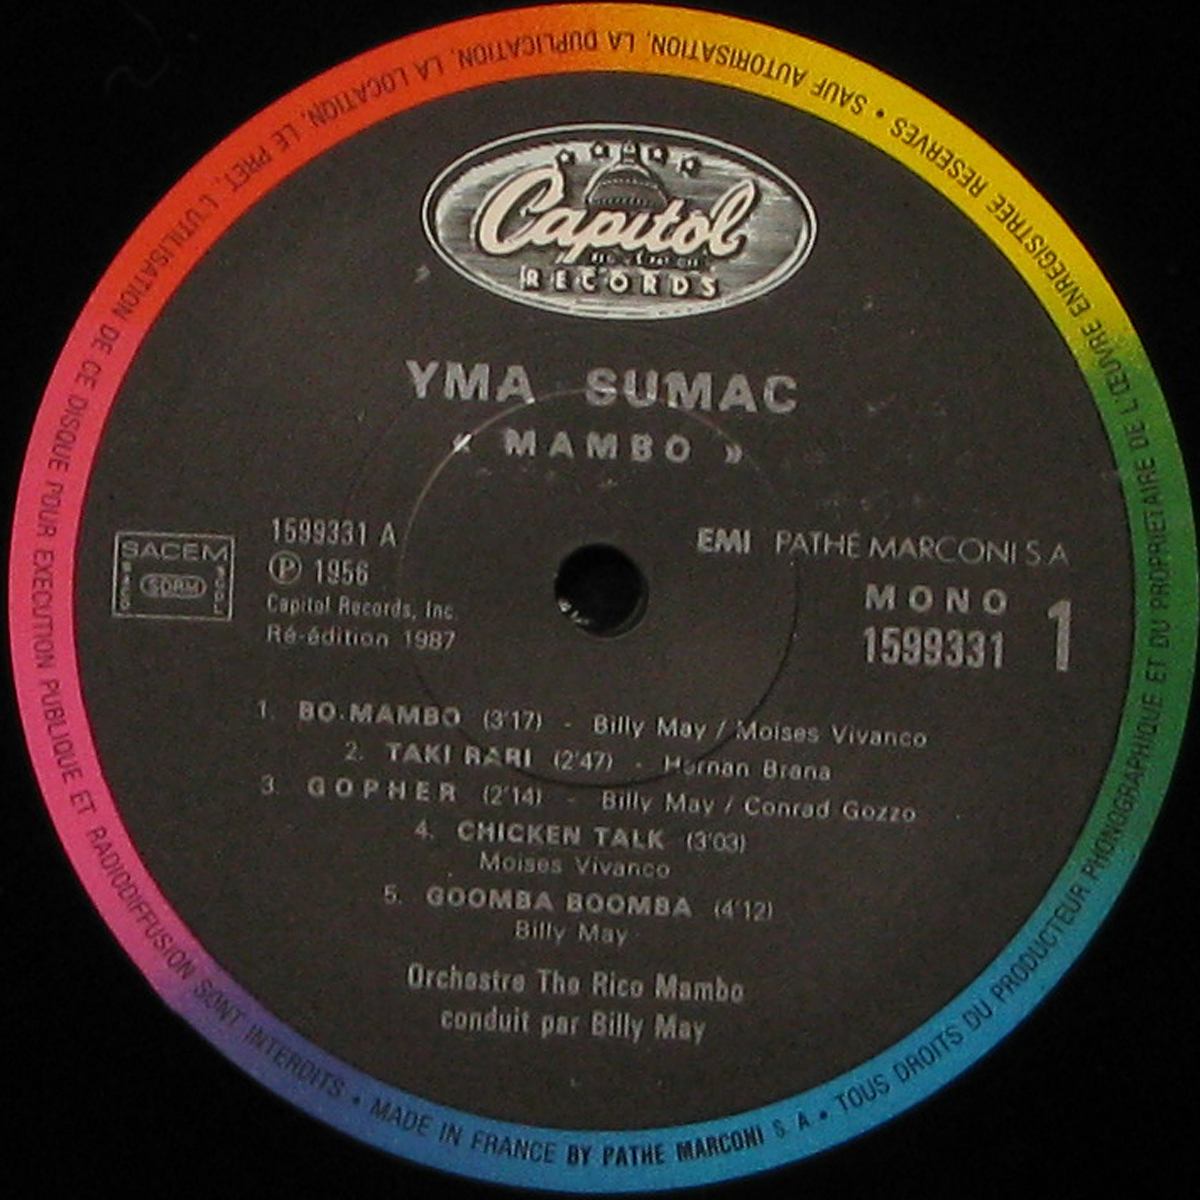 Capitol
RECORDS
YMA SUMAC
« MAMBO »
1599331 A
Ⓟ 1956
Capitol Records, Inc
Ré-édition 1987
SACEM
SDRM
EMI PATHE MARCONI S.A
MONO
1599331
1
1. BO.MAMBO (3'17) - Billy May / Moises Vivanco
2. TAKI RARI (2'47) - Hernan Brana
3. GOPHER (2'14) - Billy May / Conrad Gozzo
4. CHICKEN TALK (3'03)
Moises Vivanco
5. GOOMBA BOOMBA (4'12)
Billy May
Orchestre The Rico Mambo
conduit par Billy May
TOUS DROITS DU PRODUCTEUR PHONOGRAPHIQUE ET DU PROPRIETAIRE DE L'ŒUVRE ENREGISTREE RESERVES • SAUF AUTORISATION, LA DUPLICATION, LA LOCATION, LE PRET, L'UTILISATION DE CE DISQUE POUR EXECUTION PUBLIQUE ET RADIODIFFUSION SONT INTERDITS • MADE IN FRANCE BY PATHE MARCONI S A •